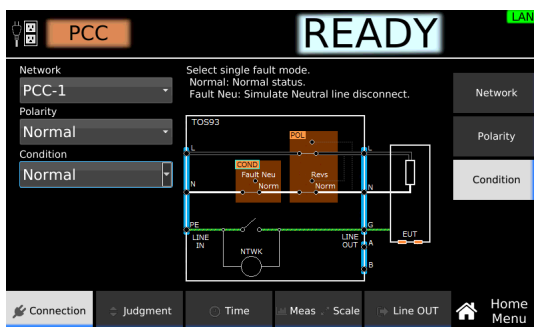 PCC
READY
LAN
Network
PCC-1
Polarity
Normal
Condition
Normal
Select single fault mode.
Normal: Normal status.
Fault Neu: Simulate Neutral line disconnect.
TOS93
POL
L
L
COND
Fault Neu
Revs
Norm
Norm
N
N
PE
G
LINE
IN
LINE
OUT
A
B
NTWK
EUT
Network
Polarity
Condition
Connection
Judgment
Time
Meas
Scale
Line OUT
Home
Menu